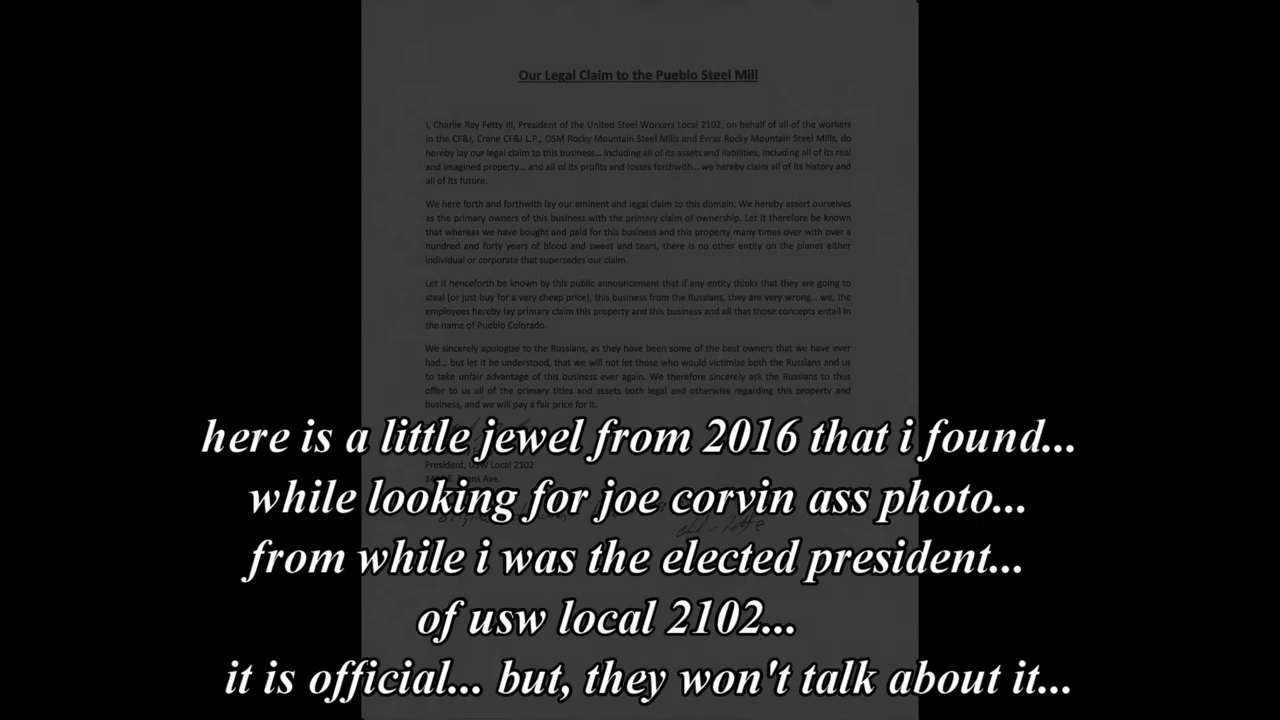 Our Legal Claim to the Pueblo Steel Mill
I, Charlie Ray Fetty III, President of the United Steel Workers Local 2102, on behalf of all of the workers
in the CF&I, Crane CF&I L.P., OSM Rocky Mountain Steel Mills and Evraz Rocky Mountain Steel Mills, do
hereby lay our legal claim to this business... including all of its assets and liabilities, including all of its real
and imagined property... and all of its profits and losses forthwith... we hereby claim all of its history and
all of its future.
We here forth and forthwith lay our eminent and legal claim to this domain. We hereby assert ourselves
as the primary owners of this business with the primary claim of ownership. Let it therefore be known
that whereas we have bought and paid for this business and this property many times over with over a
hundred and forty years of blood and sweat and tears, there is no other entity on the planet either
individual or corporate that supersedes our claim.
Let it henceforth be known by this public announcement that if any entity thinks that they are going to
steal (or just buy for a very cheap price), this business from the Russians, they are very wrong... we, the
employees hereby lay primary claim this property and this business and all that those concepts entail in
the name of Pueblo Colorado.
We sincerely apologize to the Russians, as they have been some of the best owners that we have ever
had... but let it be understood, that we will not let those who would victimize both the Russians and us
to take unfair advantage of this business ever again. We therefore sincerely ask the Russians to thus
offer to us all of the primary titles and assets both legal and otherwise regarding this property and
business, and we will pay a fair price for it.
here is a little jewel from 2016 that i found...
President, USW Local 2102
Ave.
while looking for joe corvin ass photo...
from while i was the elected president...
of usw local 2102...
it is official... but, they won't talk about it...